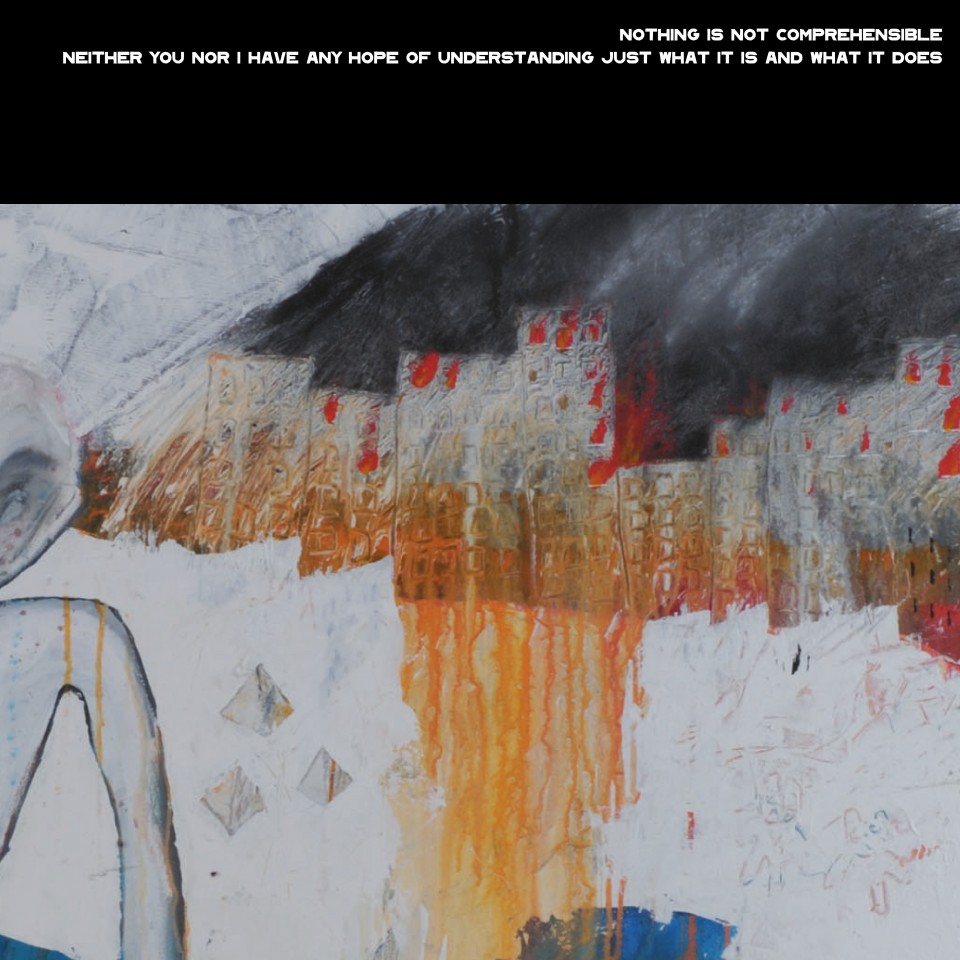 NOTHING IS NOT COMPREHENSIBLE
NEITHER YOU NOR I HAVE ANY HOPE OF UNDERSTANDING JUST WHAT IT IS AND WHAT IT DOES